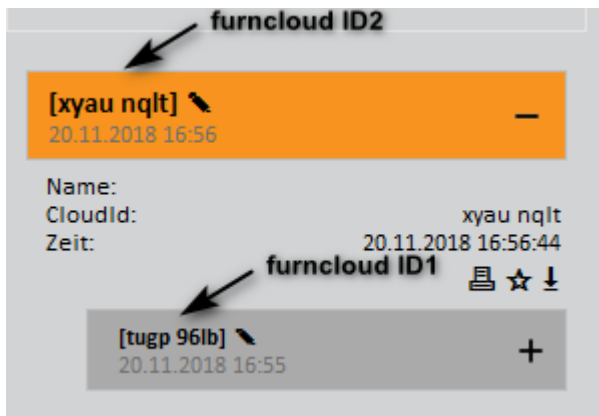 furncloud ID2
[xyau nqlt]
20.11.2018 16:56
Name:
CloudId: xyau nqlt
Zeit: 20.11.2018 16:56:44
furncloud ID1
[tugp 96lb]
20.11.2018 16:55